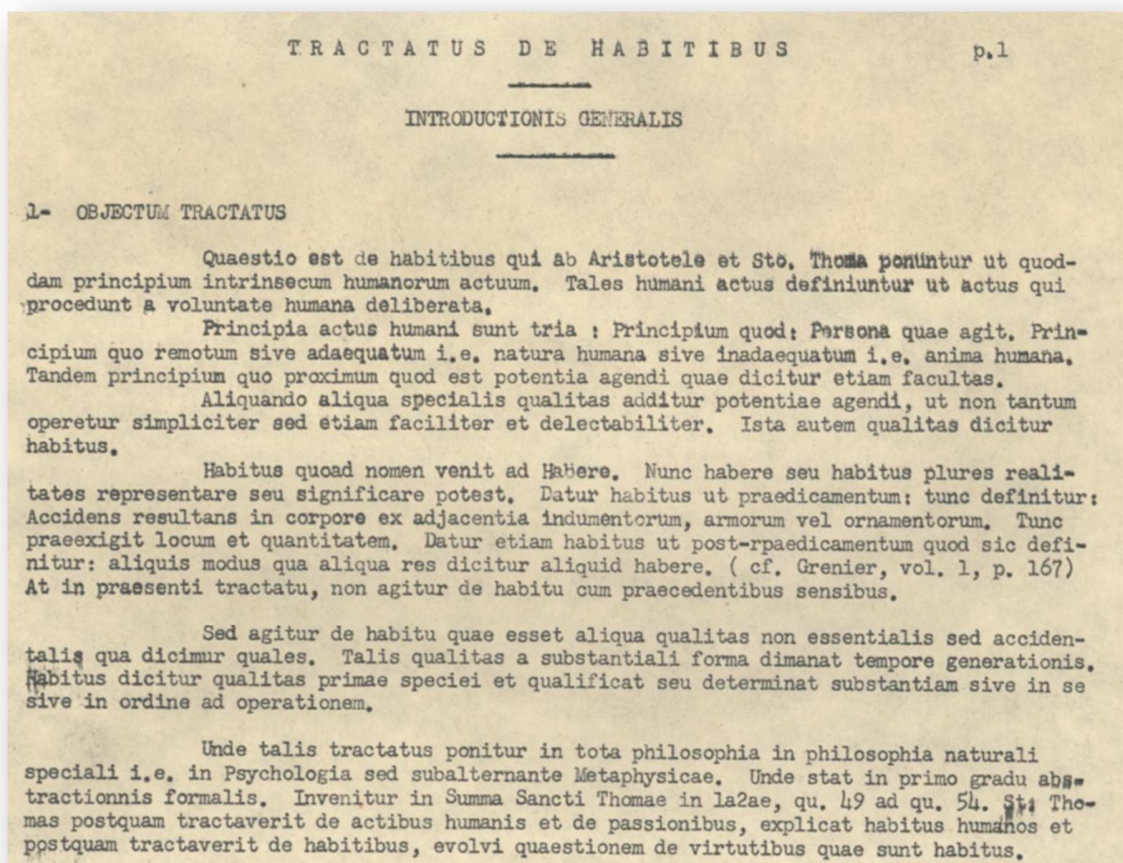 TRACTATUS DE HABITIBUS p.1
INTRODUCTIONIS GENERALIS
1- OBJECTUM TRACTATUS
Quaestio est de habitibus qui ab Aristotele et Sto. Thoma ponuntur ut quod-
dam principium intrinsecum humanorum actuum. Tales humani actus definiuntur ut actus qui
procedunt a voluntate humana deliberata.
Principia actus humani sunt tria : Principium quod: Persona quae agit. Prin-
cipium quo remotum sive adaequatum i.e. natura humana sive inadaequatum i.e. anima humana.
Tandem principium quo proximum quod est potentia agendi quae dicitur etiam facultas.
Aliquando aliqua specialis qualitas additur potentiae agendi, ut non tantum
operetur simpliciter sed etiam faciliter et delectabiliter. Ista autem qualitas dicitur
habitus.
Habitus quoad nomen venit ad Habere. Nunc habere seu habitus plures reali-
tates representare seu significare potest. Datur habitus ut praedicamentum: tunc definitur:
Accidens resultans in corpore ex adjacentia indumentorum, armorum vel ornamentorum. Tunc
praeexigit locum et quantitatem. Datur etiam habitus ut post-rpaedicamentum quod sic defi-
nitur: aliquis modus qua aliqua res dicitur aliquid habere. ( cf. Grenier, vol. 1, p. 167)
At in praesenti tractatu, non agitur de habitu cum praecedentibus sensibus.
Sed agitur de habitu quae esset aliqua qualitas non essentialis sed acciden-
talis qua dicimur quales. Talis qualitas a substantiali forma dimanat tempore generationis.
Habitus dicitur qualitas primae speciei et qualificat seu determinat substantiam sive in se
sive in ordine ad operationem.
Unde talis tractatus ponitur in tota philosophia in philosophia naturali
speciali i.e. in Psychologia sed subalternante Metaphysicae. Unde stat in primo gradu abs-
tractionnis formalis. Invenitur in Summa Sancti Thomae in la2ae, qu. 49 ad qu. 54. St. Tho-
mas postquam tractaverit de actibus humanis et de passionibus, explicat habitus humanos et
postquam tractaverit de habitibus, evolvi quaestionem de virtutibus quae sunt habitus.